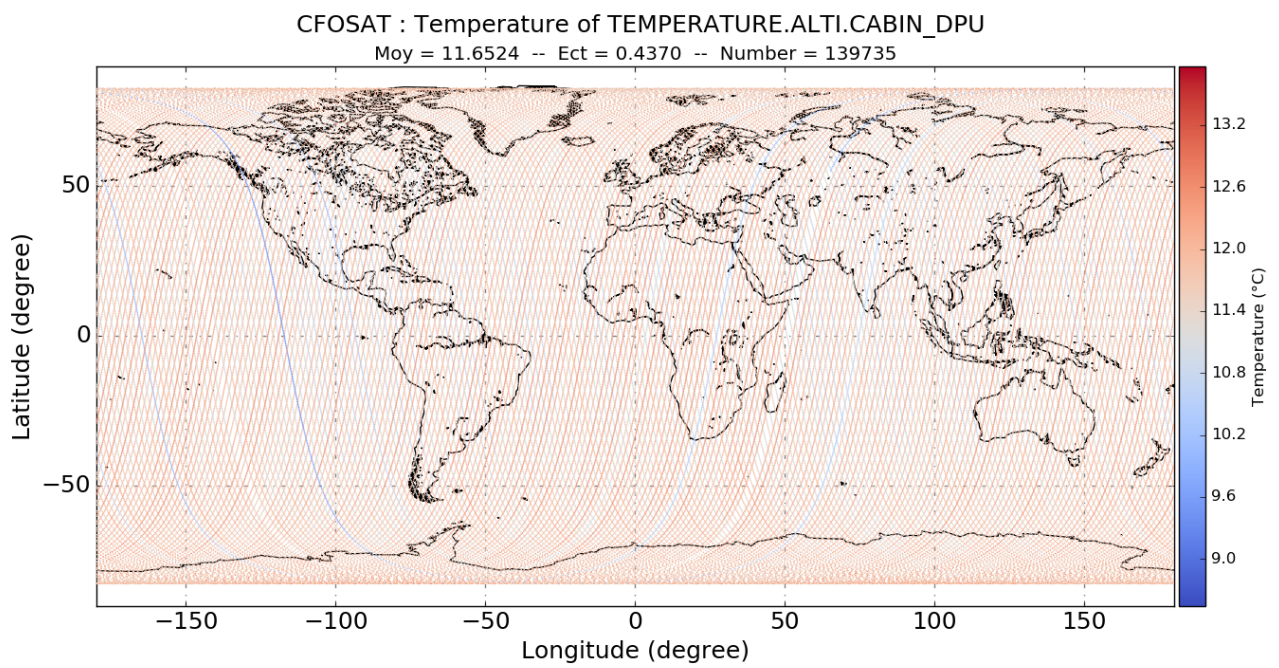 CFOSAT : Temperature of TEMPERATURE.ALTI.CABIN_DPU
Moy = 11.6524 -- Ect = 0.4370 -- Number = 139735
50
0
−50
Latitude (degree)
−150 −100 −50 0 50 100 150
Longitude (degree)
13.2
12.6
12.0
11.4
10.8
10.2
9.6
9.0
Temperature (°C)